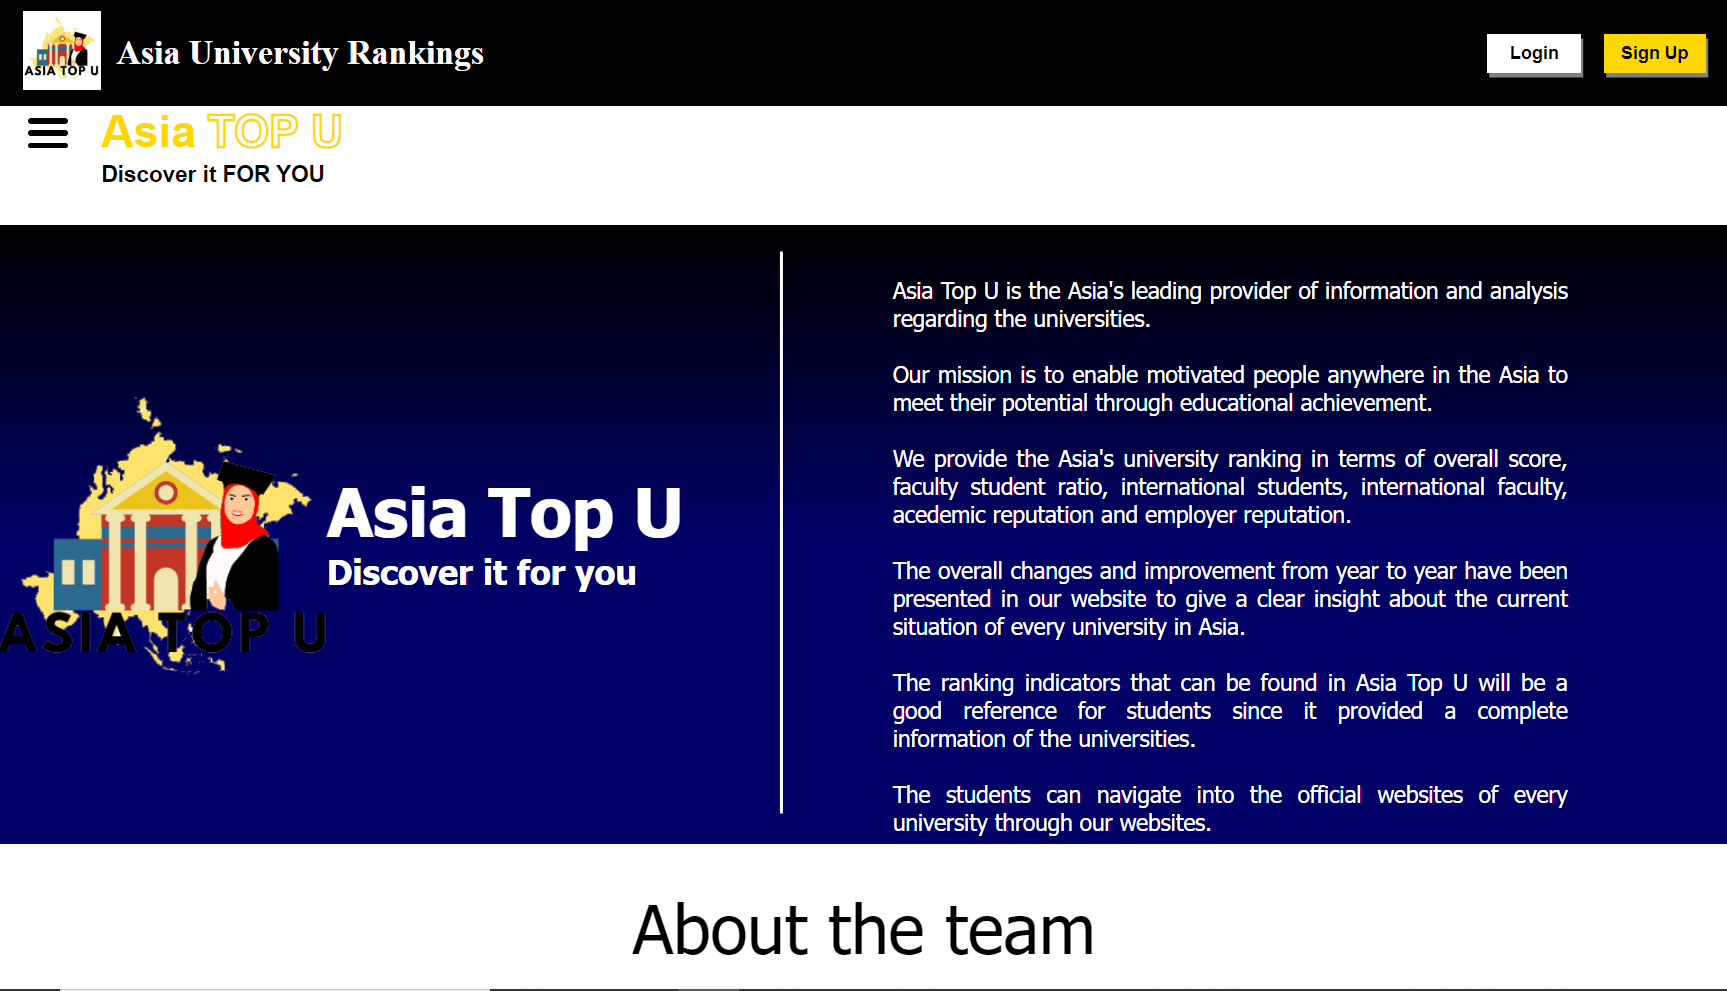 ASIA TOP U
Asia University Rankings
Login
Sign Up
Asia TOP U
Discover it FOR YOU
ASIA TOP U
Asia Top U
Discover it for you
Asia Top U is the Asia's leading provider of information and analysis
regarding the universities.
Our mission is to enable motivated people anywhere in the Asia to
meet their potential through educational achievement.
We provide the Asia's university ranking in terms of overall score,
faculty student ratio, international students, international faculty,
acedemic reputation and employer reputation.
The overall changes and improvement from year to year have been
presented in our website to give a clear insight about the current
situation of every university in Asia.
The ranking indicators that can be found in Asia Top U will be a
good reference for students since it provided a complete
information of the universities.
The students can navigate into the official websites of every
university through our websites.
About the team